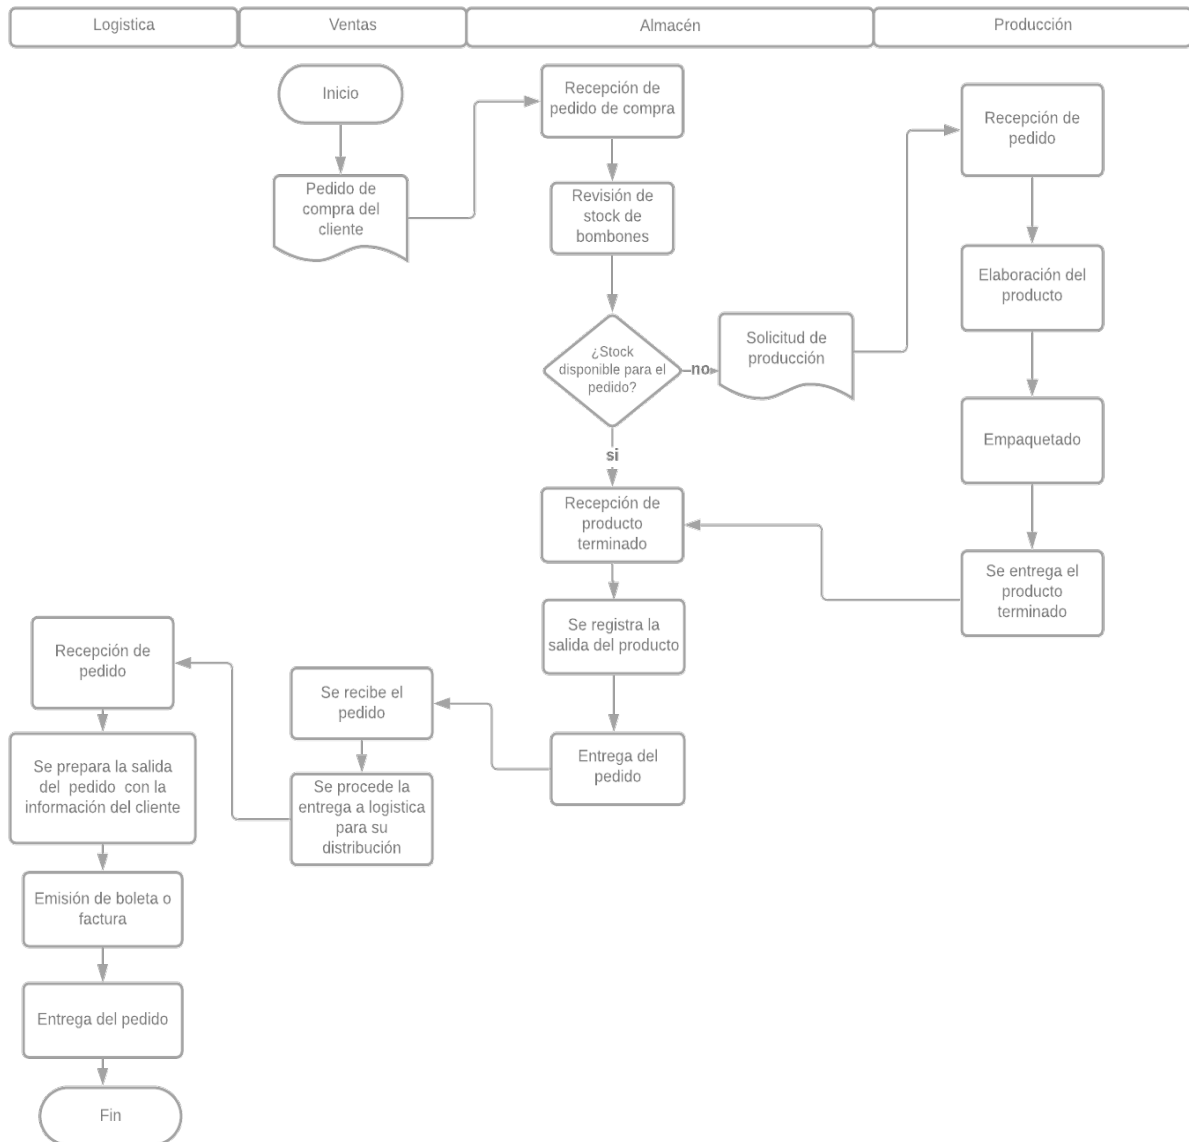 Logistica
Ventas
Almacén
Producción
Inicio
Pedido de
compra del
cliente
Recepción de
pedido de compra
Revisión de
stock de
bombones
¿Stock
disponible para el
pedido?
no
si
Solicitud de
producción
Recepción de
pedido
Elaboración del
producto
Empaquetado
Se entrega el
producto
terminado
Recepción de
producto
terminado
Se registra la
salida del producto
Entrega del
pedido
Se recibe el
pedido
Se procede la
entrega a logistica
para su
distribución
Recepción de
pedido
Se prepara la salida
del pedido con la
información del cliente
Emisión de boleta o
factura
Entrega del pedido
Fin